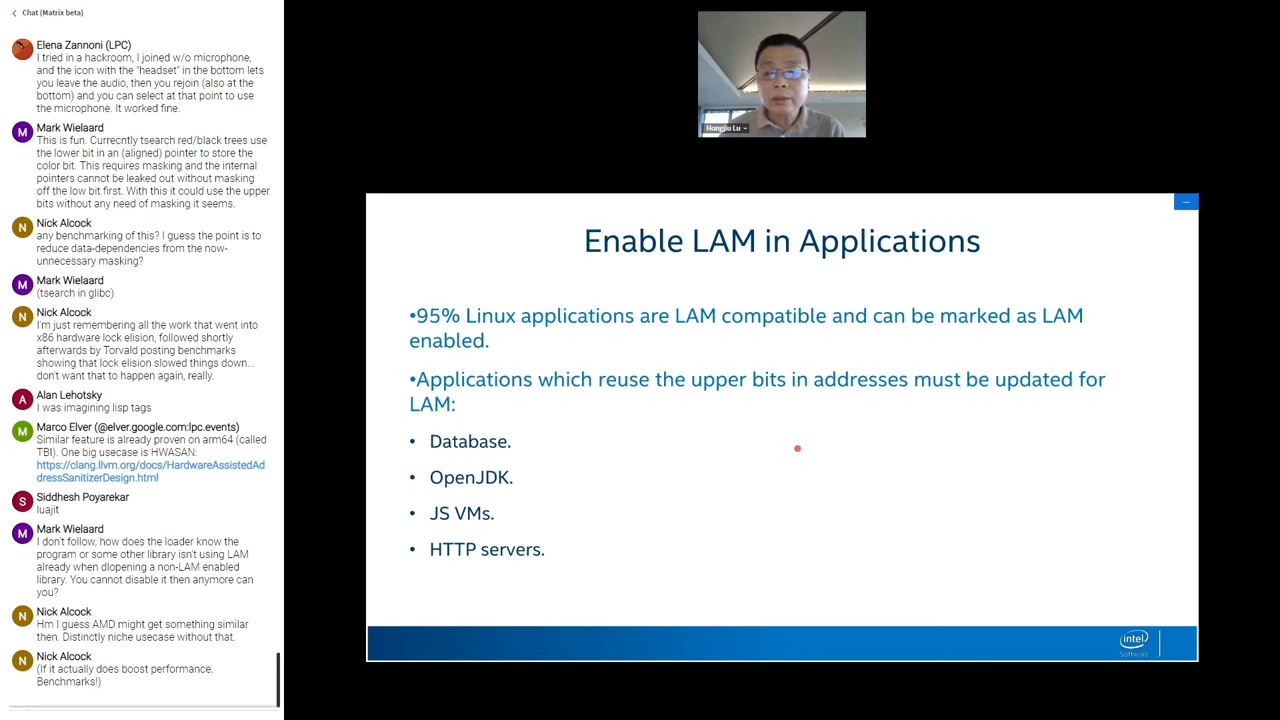 Chat (Matrix beta)
Elena Zannoni (LPC)
I tried in a hackroom, I joined w/o microphone,
and the icon with the "headset" in the bottom lets
you leave the audio, then you rejoin (also at the
bottom) and you can select at that point to use
the microphone. It worked fine.
M
Mark Wielaard
This is fun. Currecntly tsearch red/black trees use
the lower bit in an (aligned) pointer to store the
color bit. This requires masking and the internal
pointers cannot be leaked out without masking
off the low bit first. With this it could use the upper
bits without any need of masking it seems.
N
Nick Alcock
any benchmarking of this? I guess the point is to
reduce data-dependencies from the now-
unnecessary masking?
M
Mark Wielaard
(tsearch in glibc)
N
Nick Alcock
I'm just remembering all the work that went into
x86 hardware lock elision, followed shortly
afterwards by Torvald posting benchmarks
showing that lock elision slowed things down...
don't want that to happen again, really.
A
Alan Lehotsky
I was imagining lisp tags
M
Marco Elver (@elver.google.com:lpc.events)
Similar feature is already proven on arm64 (called
TBI). One big usecase is HWASAN:
https://clang.llvm.org/docs/HardwareAssistedAd
dressSanitizerDesign.html
S
Siddhesh Poyarekar
luajit
M
Mark Wielaard
I don't follow, how does the loader know the
program or some other library isn't using LAM
already when dlopening a non-LAM enabled
library. You cannot disable it then anymore can
you?
N
Nick Alcock
Hm I guess AMD might get something similar
then. Distinctly niche usecase without that.
N
Nick Alcock
(If it actually does boost performance.
Benchmarks!)
Hongjiu Lu
Enable LAM in Applications
•95% Linux applications are LAM compatible and can be marked as LAM
enabled.
•Applications which reuse the upper bits in addresses must be updated for
LAM:
• Database.
• OpenJDK.
• JS VMs.
• HTTP servers.
intel
Software